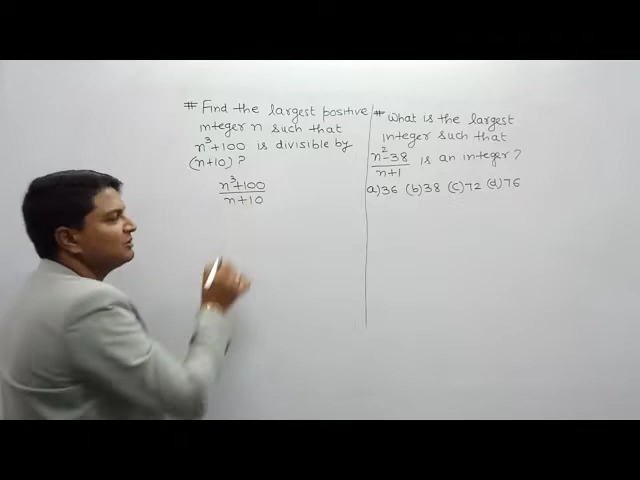 # Find the largest positive
integer n such that
n³+100 is divisible by
(n+10) ?
n³+100
n+10
# What is the largest
integer such that
n²-38
n+1
is an integer ?
a)36 (b)38 (c)72 (d)76